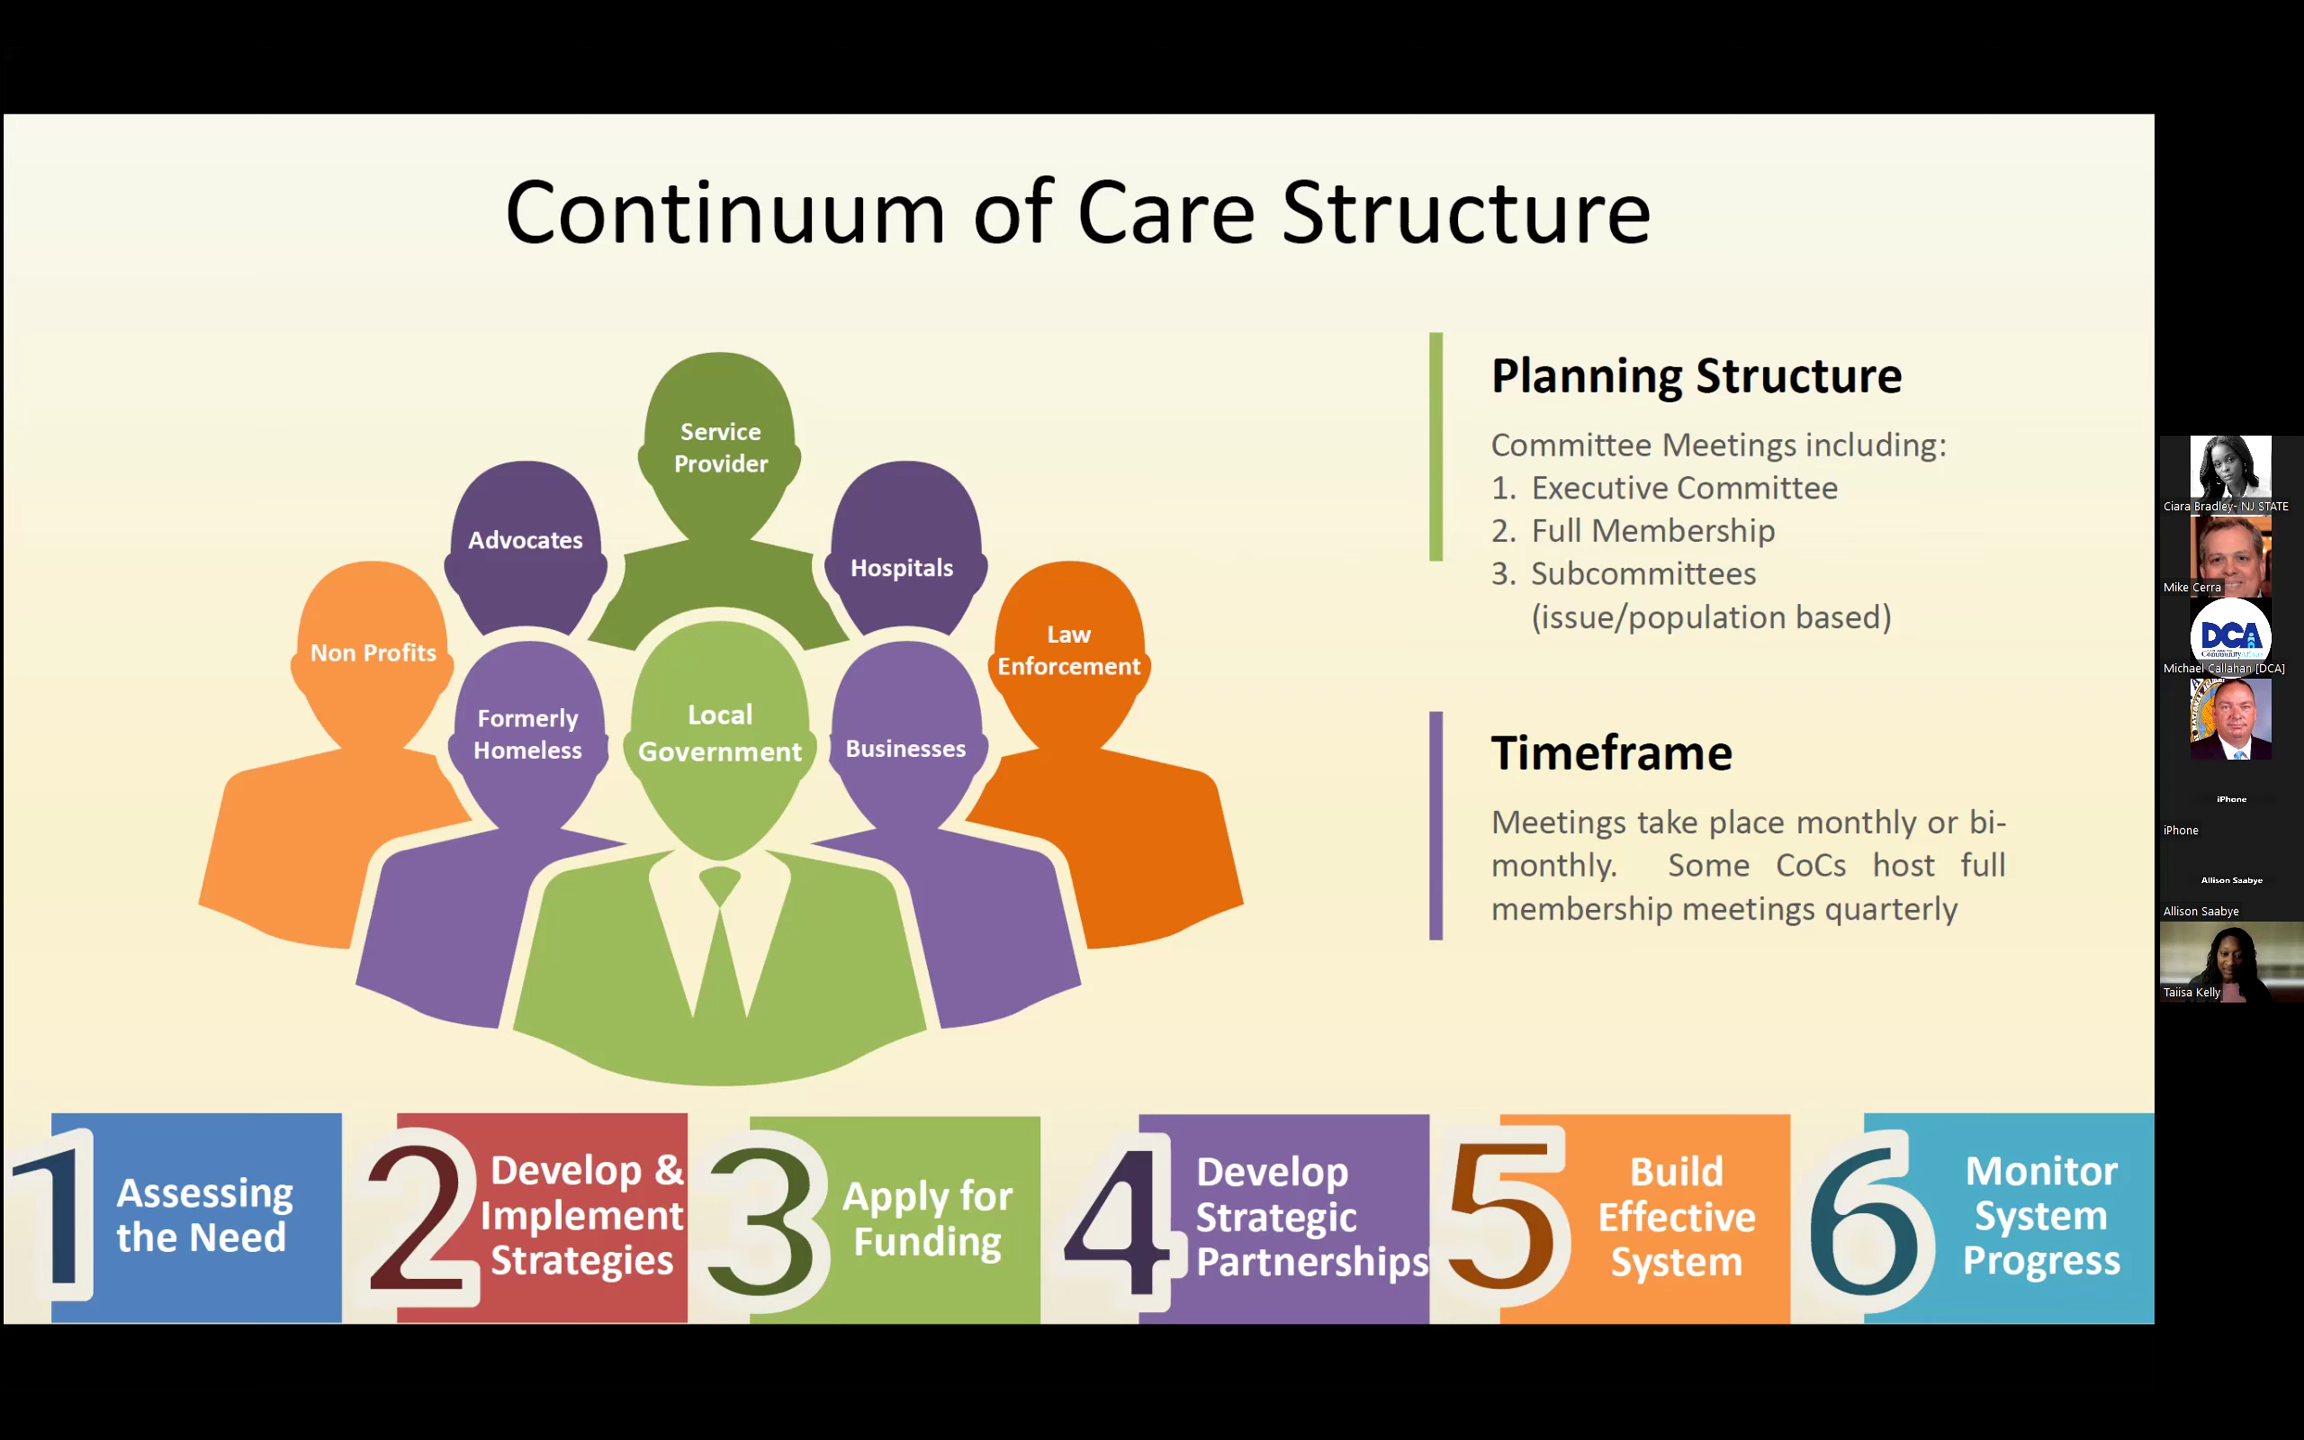 Continuum of Care Structure
Service
Provider
Advocates
Hospitals
Non Profits
Law
Enforcement
Formerly
Homeless
Local
Government
Businesses
Planning Structure
Committee Meetings including:
1. Executive Committee
2. Full Membership
3. Subcommittees
(issue/population based)
Timeframe
Meetings take place monthly or bi-
monthly. Some CoCs host full
membership meetings quarterly
1
Assessing
the Need
2
Develop &
Implement
Strategies
3
Apply for
Funding
4
Develop
Strategic
Partnerships
5
Build
Effective
System
6
Monitor
System
Progress
Ciara Bradley- NJ STATE
Mike Cerra
DCA
Michael Callahan [DCA]
iPhone
iPhone
Allison Saabye
Allison Saabye
Taiisa Kelly